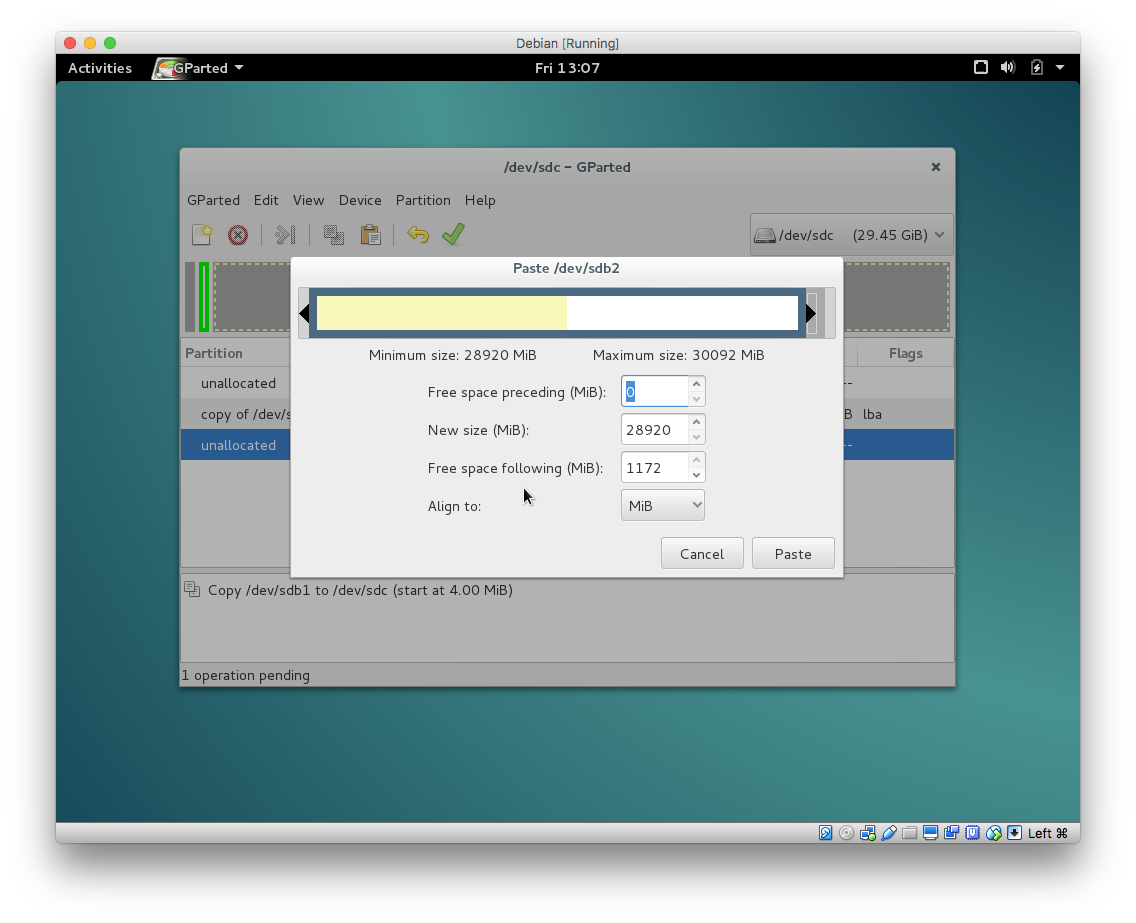 Debian [Running]
Activities GParted Fri 13:07
/dev/sdc – GParted
GParted Edit View Device Partition Help
/dev/sdc (29.45 GiB)
Paste /dev/sdb2
Minimum size: 28920 MiB Maximum size: 30092 MiB
Partition Flags
Free space preceding (MiB): 0
unallocated --
copy of /dev/s B lba
New size (MiB): 28920
unallocated --
Free space following (MiB): 1172
Align to: MiB
Cancel Paste
Copy /dev/sdb1 to /dev/sdc (start at 4.00 MiB)
1 operation pending
Left ⌘